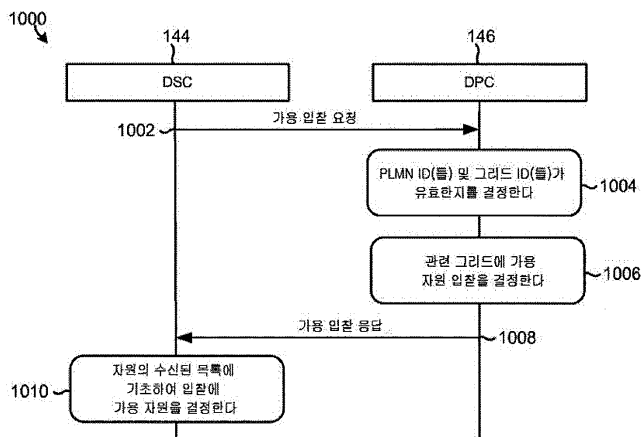 1000
144
146
DSC
DPC
가용 입찰 요청
1002
PLMN ID(들) 및 그리드 ID(들)가
유효한지를 결정한다
1004
관련 그리드에 가용
자원 입찰을 결정한다
1006
가용 입찰 응답
1008
자원의 수신된 목록에
기초하여 입찰에
가용 자원을 결정한다
1010